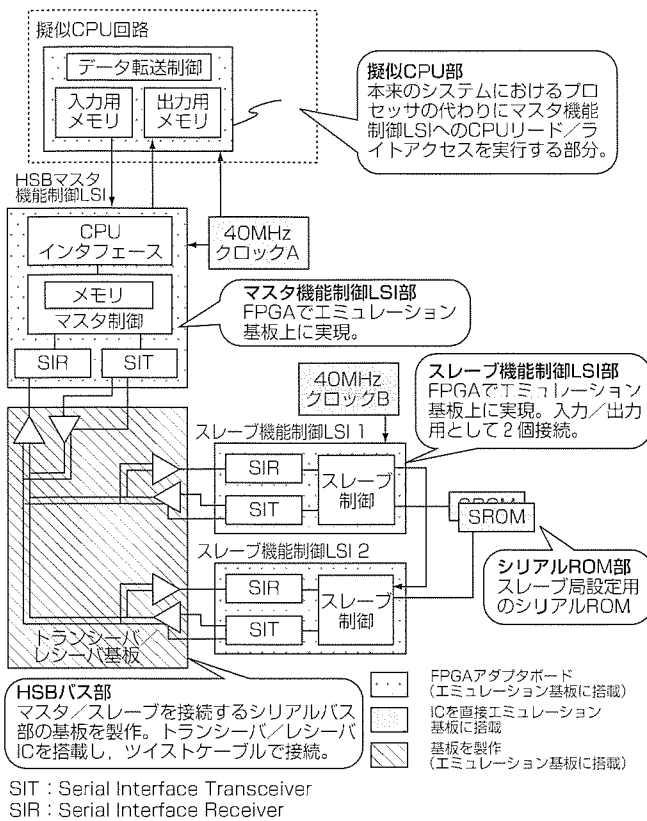 擬似CPU回路
データ転送制御
入力用
メモリ
出力用
メモリ
擬似CPU部
本来のシステムにおけるプロ
セッサの代わりにマスタ機能
制御LSIへのCPUリード/ラ
イトアクセスを実行する部分。
HSBマスタ
機能制御LSI
CPU
インタフェース
40MHz
クロックA
メモリ
マスタ制御
マスタ機能制御LSI部
FPGAでエミュレーション
基板上に実現。
SIR
SIT
40MHz
クロックB
スレーブ機能制御LSI部
FPGAでエミュレーション
基板上に実現。入力/出力
用として2個接続。
スレーブ機能制御LSI 1
SIR
SIT
スレーブ
制御
SROM
SROM
スレーブ機能制御LSI 2
SIR
SIT
スレーブ
制御
シリアルROM部
スレーブ局設定用
のシリアルROM
トランシーバ/
レシーバ基板
HSBバス部
マスタ/スレーブを接続するシリアルバス
部の基板を製作。トランシーバ/レシーバ
ICを搭載し,ツイストケーブルで接続。
FPGAアダプタボード
(エミュレーション基板に搭載)
ICを直接エミュレーション
基板に搭載
基板を製作
(エミュレーション基板に搭載)
SIT:Serial Interface Transceiver
SIR:Serial Interface Receiver